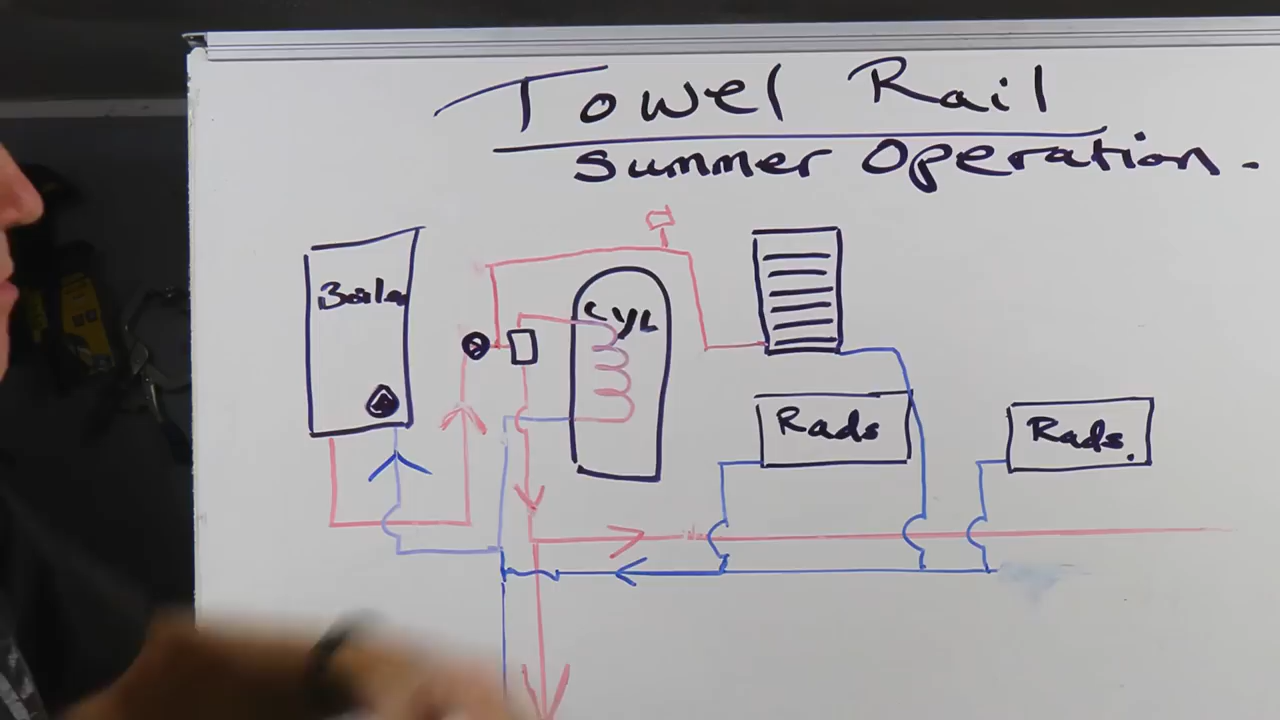 Towel Rail
Summer Operation.
Boiler
CYL
Rads
Rads.